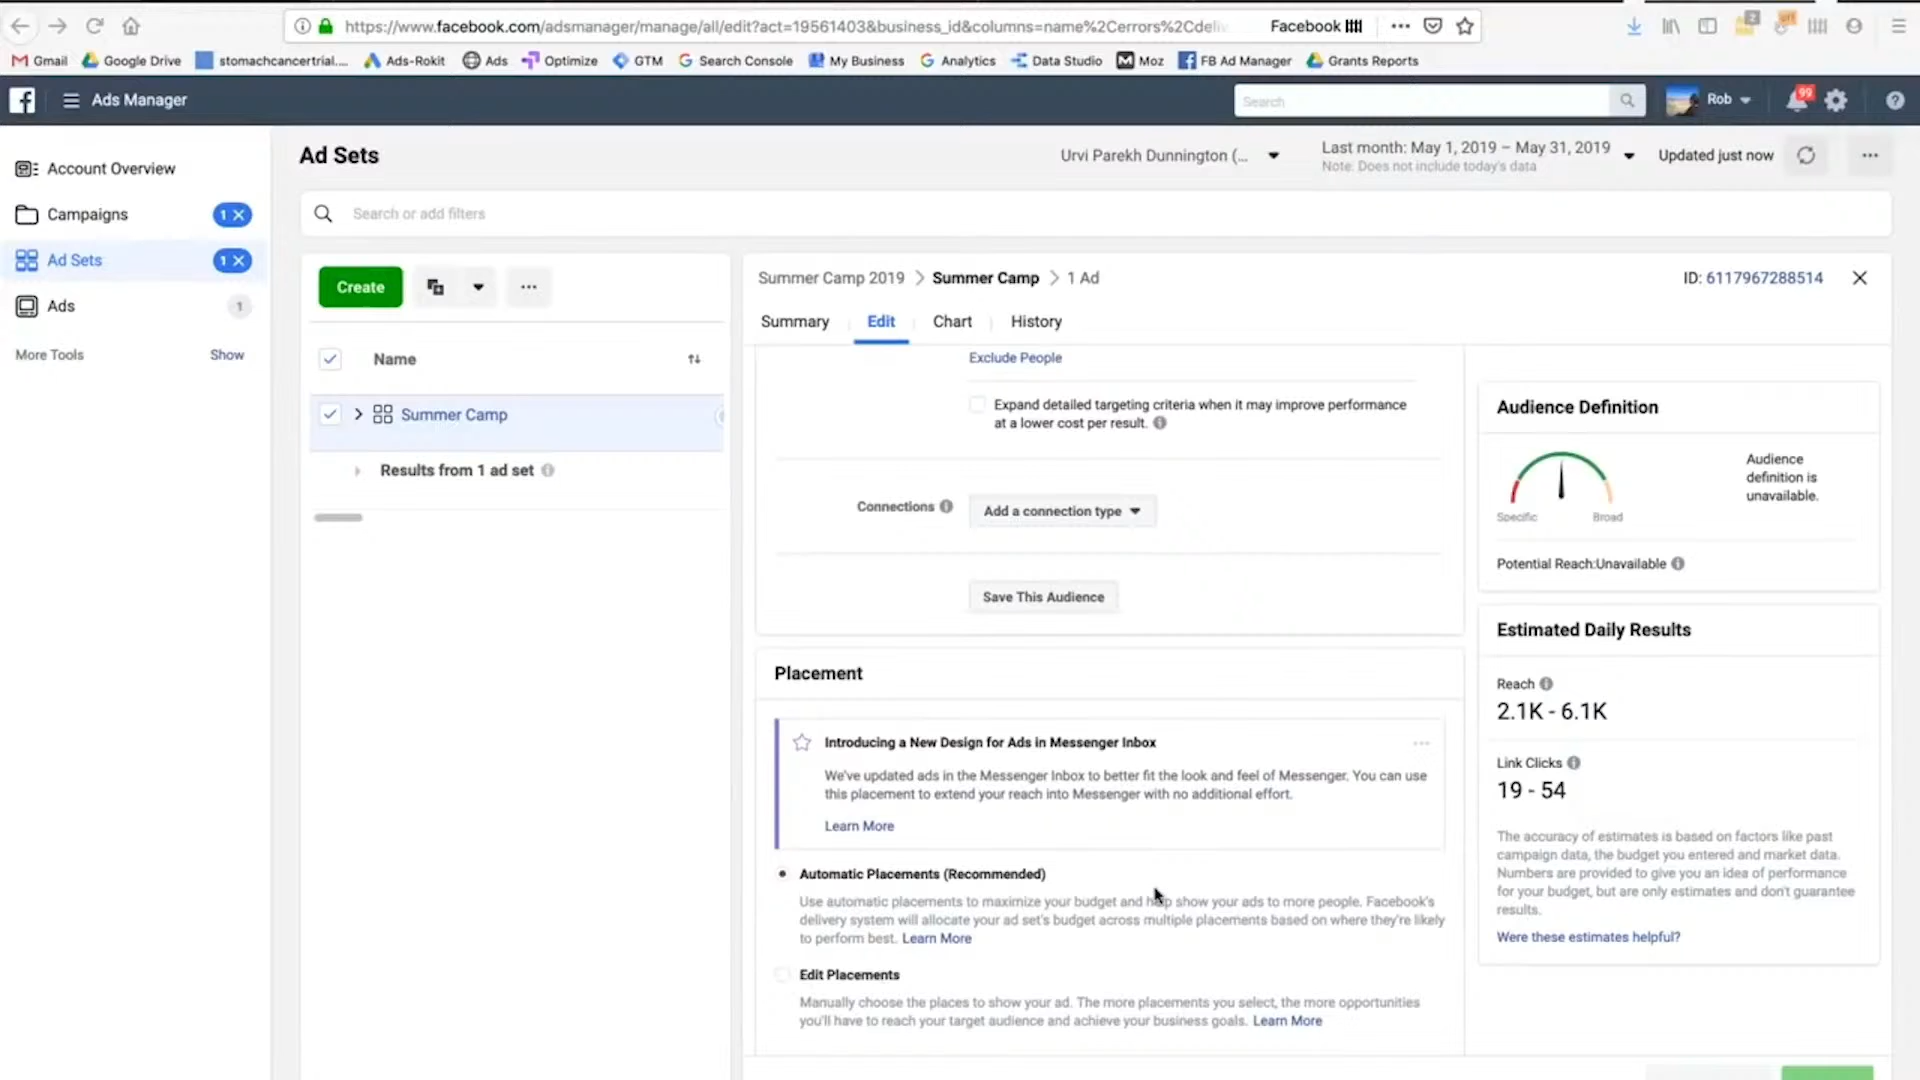 https://www.facebook.com/adsmanager/manage/all/edit?act=19561403&business_id&columns=name%2Cerrors%2Cdeliv
Facebook
Gmail
Google Drive
stomachcancertrial....
Ads-Rokit
Ads
Optimize
GTM
Search Console
My Business
Analytics
Data Studio
Moz
FB Ad Manager
Grants Reports
Ads Manager
Search
Rob
99
Account Overview
Campaigns
1
Ad Sets
1
Ads
1
More Tools
Show
Ad Sets
Urvi Parekh Dunnington (...
Last month: May 1, 2019 – May 31, 2019
Note: Does not include today's data
Updated just now
Search or add filters
Create
Name
Summer Camp
Results from 1 ad set
Summer Camp 2019 > Summer Camp > 1 Ad
ID: 6117967288514
Summary
Edit
Chart
History
Exclude People
Expand detailed targeting criteria when it may improve performance
at a lower cost per result.
Connections
Add a connection type
Save This Audience
Placement
Introducing a New Design for Ads in Messenger Inbox
We've updated ads in the Messenger Inbox to better fit the look and feel of Messenger. You can use
this placement to extend your reach into Messenger with no additional effort.
Learn More
Automatic Placements (Recommended)
Use automatic placements to maximize your budget and help show your ads to more people. Facebook's
delivery system will allocate your ad set's budget across multiple placements based on where they're likely
to perform best. Learn More
Edit Placements
Manually choose the places to show your ad. The more placements you select, the more opportunities
you'll have to reach your target audience and achieve your business goals. Learn More
Audience Definition
Specific
Broad
Audience
definition is
unavailable.
Potential Reach:Unavailable
Estimated Daily Results
Reach
2.1K - 6.1K
Link Clicks
19 - 54
The accuracy of estimates is based on factors like past
campaign data, the budget you entered and market data.
Numbers are provided to give you an idea of performance
for your budget, but are only estimates and don't guarantee
results.
Were these estimates helpful?